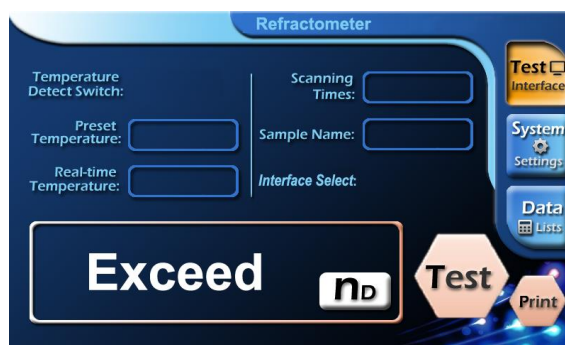 Refractometer
Temperature
Detect Switch:
Scanning
Times:
Preset
Temperature:
Sample Name:
Real-time
Temperature:
Interface Select:
Exceed
nD
Test
Print
Test
Interface
System
Settings
Data
Lists